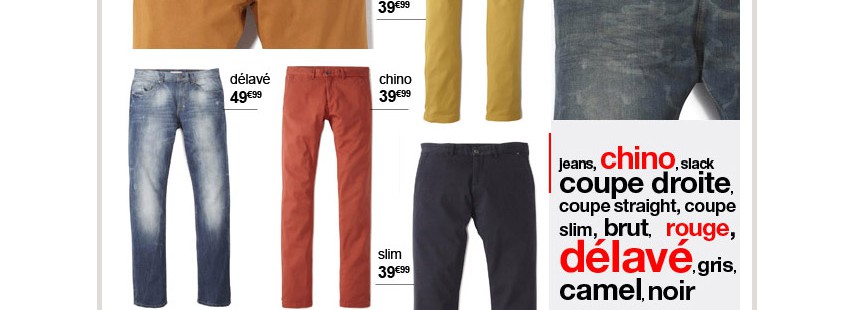 39€99
délavé
49€99
chino
39€99
slim
39€99
jeans, chino, slack
coupe droite,
coupe straight, coupe
slim, brut, rouge,
délavé, gris,
camel, noir